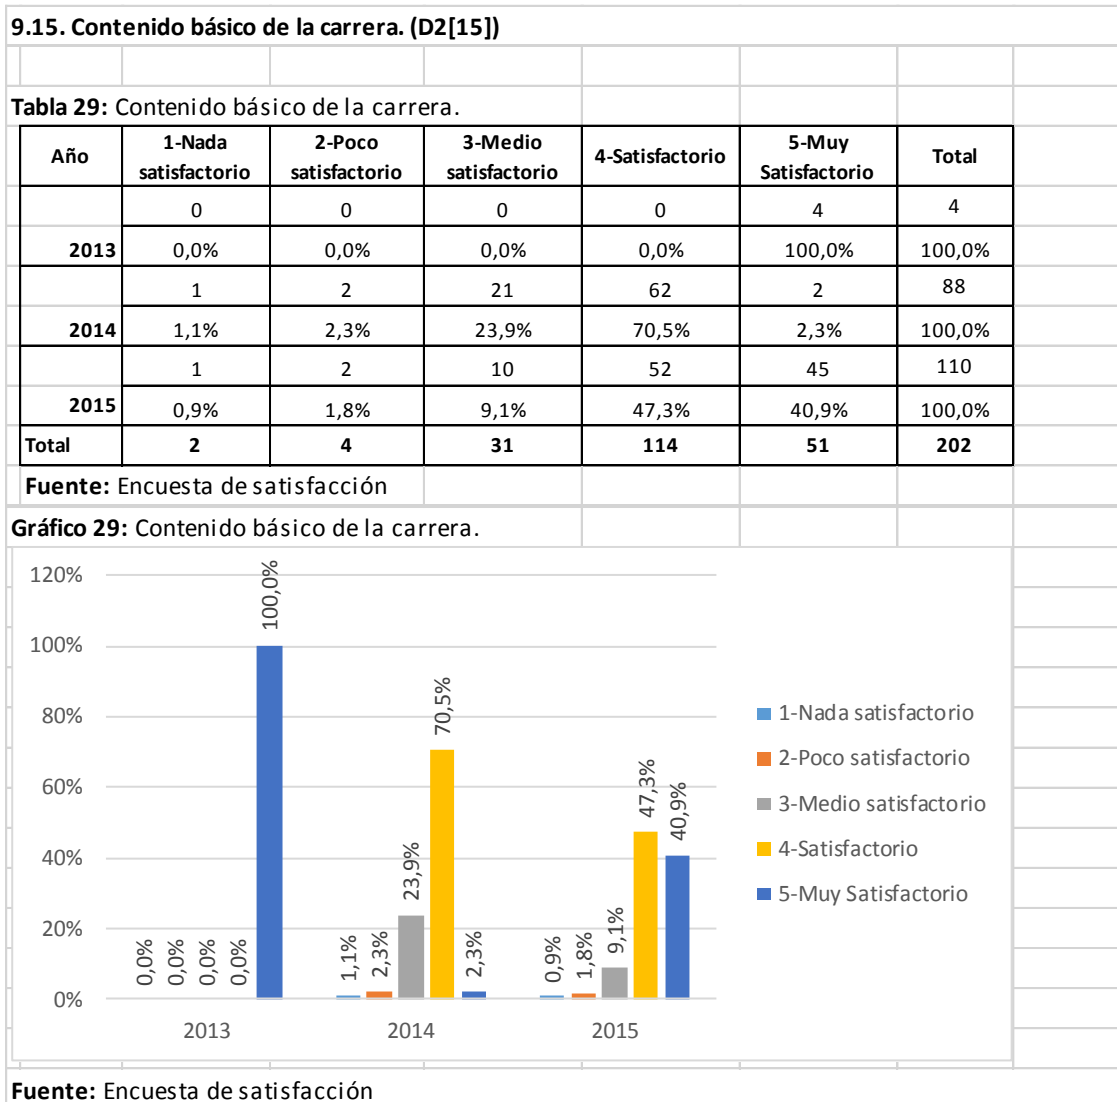 9.15. Contenido básico de la carrera. (D2[15])
Tabla 29: Contenido básico de la carrera.
Año 1-Nada satisfactorio 2-Poco satisfactorio 3-Medio satisfactorio 4-Satisfactorio 5-Muy Satisfactorio Total
0 0 0 0 4 4
2013 0,0% 0,0% 0,0% 0,0% 100,0% 100,0%
1 2 21 62 2 88
2014 1,1% 2,3% 23,9% 70,5% 2,3% 100,0%
1 2 10 52 45 110
2015 0,9% 1,8% 9,1% 47,3% 40,9% 100,0%
Total 2 4 31 114 51 202
Fuente: Encuesta de satisfacción
Gráfico 29: Contenido básico de la carrera.
120%
100%
80%
60%
40%
20%
0%
0,0% 0,0% 0,0% 0,0% 100,0%
1,1% 2,3% 23,9% 70,5% 2,3%
0,9% 1,8% 9,1% 47,3% 40,9%
2013 2014 2015
1-Nada satisfactorio
2-Poco satisfactorio
3-Medio satisfactorio
4-Satisfactorio
5-Muy Satisfactorio
Fuente: Encuesta de satisfacción